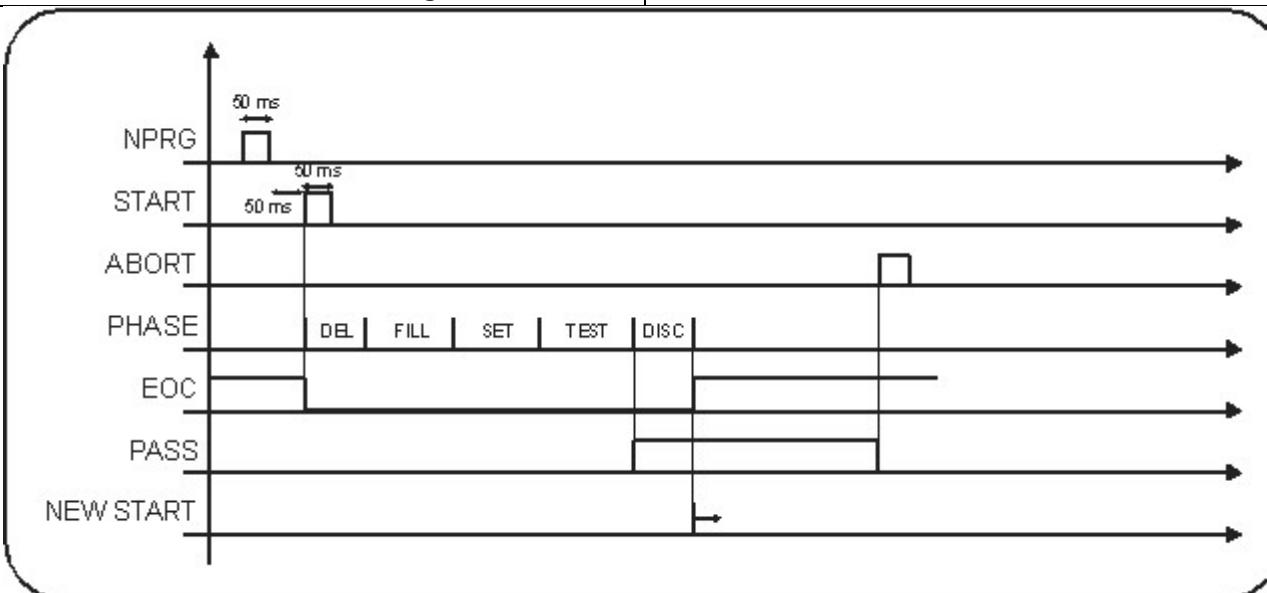 50 ms
NPRG
50 ms
START
50 ms
ABORT
PHASE
DEL FILL SET TEST DISC
EOC
PASS
NEW START